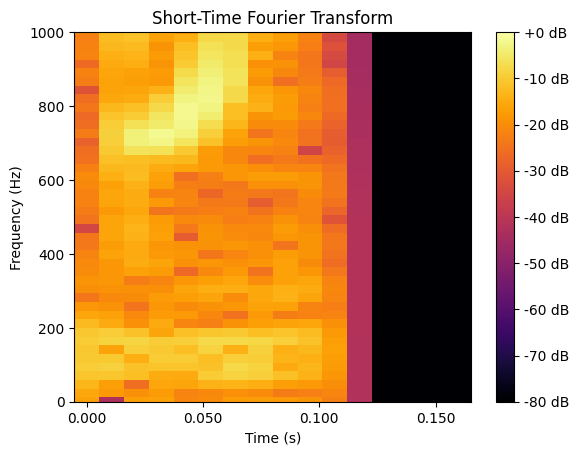 Short-Time Fourier Transform
Frequency (Hz)
1000
800
600
400
200
0
0.000
0.050
0.100
0.150
Time (s)
+0 dB
-10 dB
-20 dB
-30 dB
-40 dB
-50 dB
-60 dB
-70 dB
-80 dB